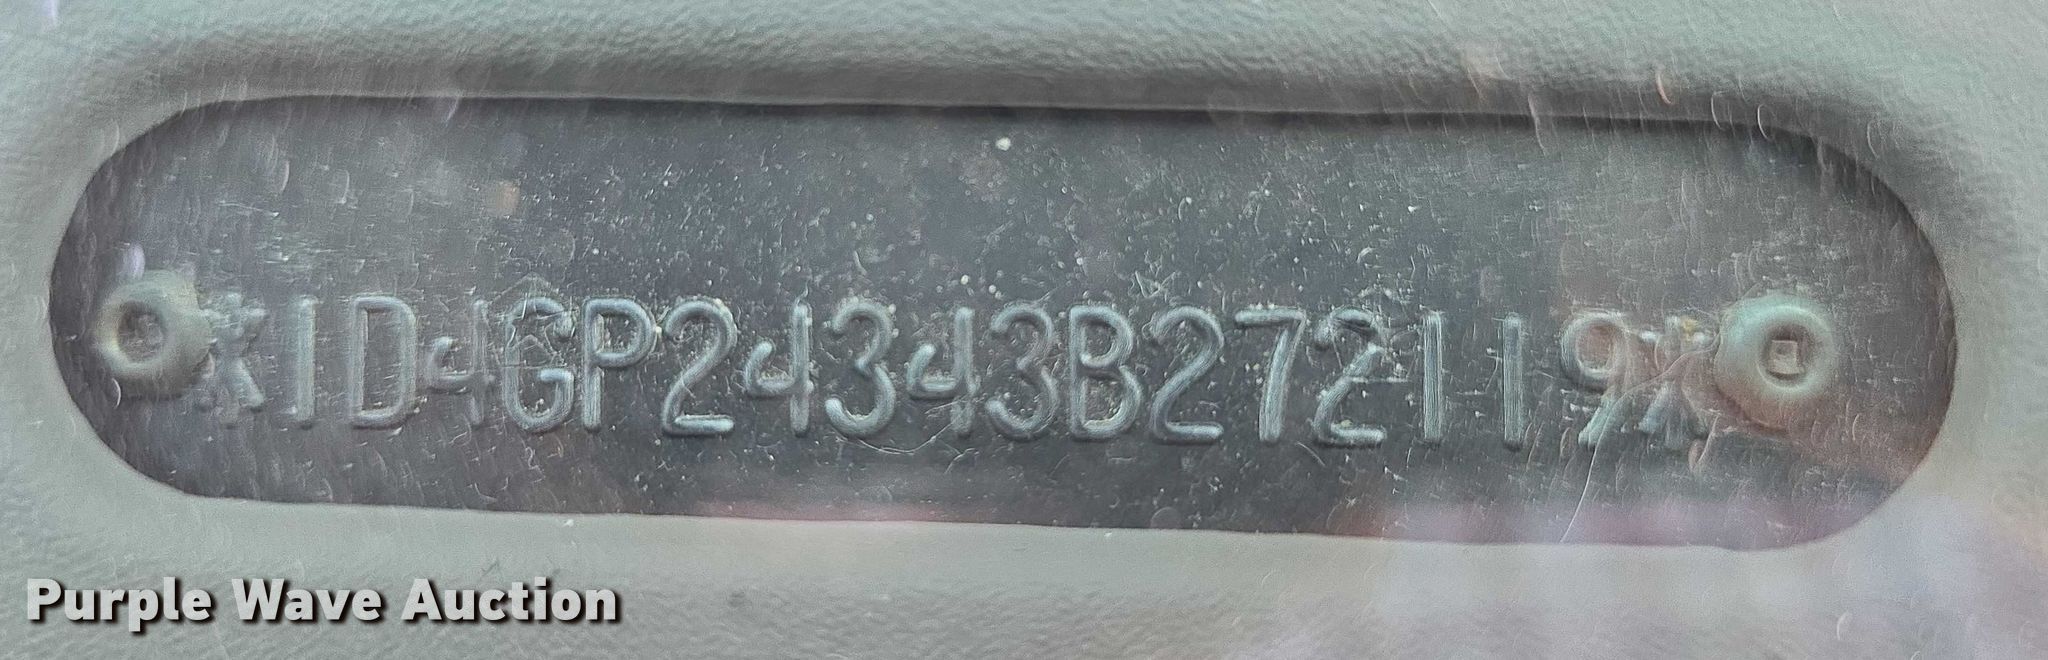 *1D4GP24343B272119*
Purple Wave Auction